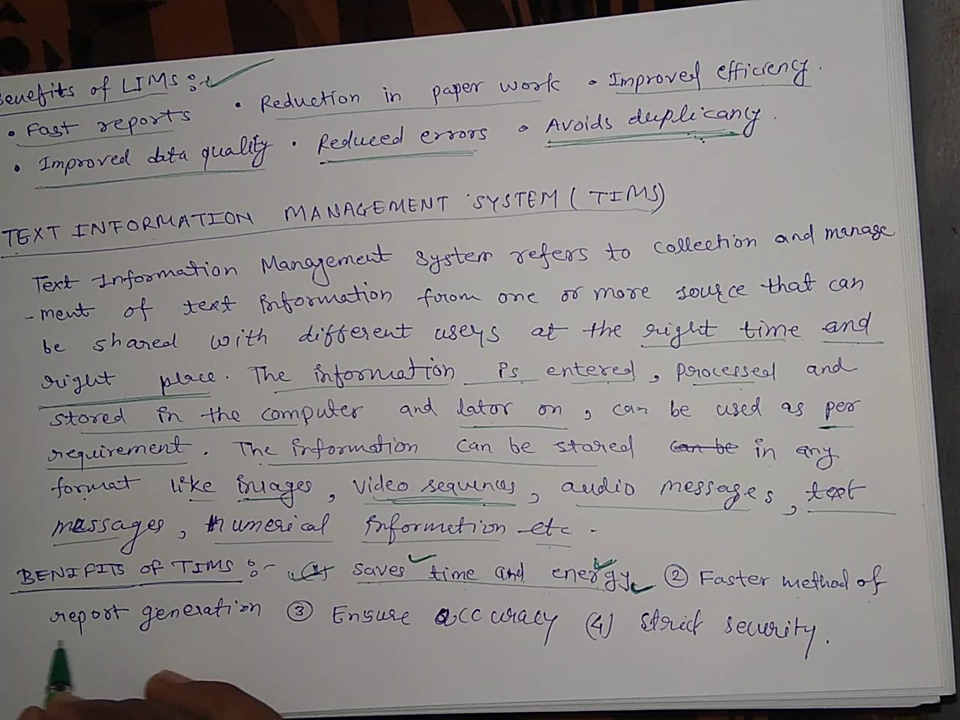 Benefits of LIMS :-
• Fast reports • Reduction in paper work • Improved efficiency.
• Improved data quality • Reduced errors • Avoids duplicancy.
TEXT INFORMATION MANAGEMENT SYSTEM (TIMS)
Text Information Management System refers to collection and manage
-ment of text information from one or more source that can
be shared with different users at the right time and
right place. The information is entered, processed and
stored in the computer and lator on, can be used as per
requirement. The information can be stored can be in any
format like images, video sequences, audio messages, text
messages, numerical information etc.
BENIFITS OF TIMS :- (1) saves time and energy (2) Faster method of
report generation (3) Ensure accuracy (4) strict security.